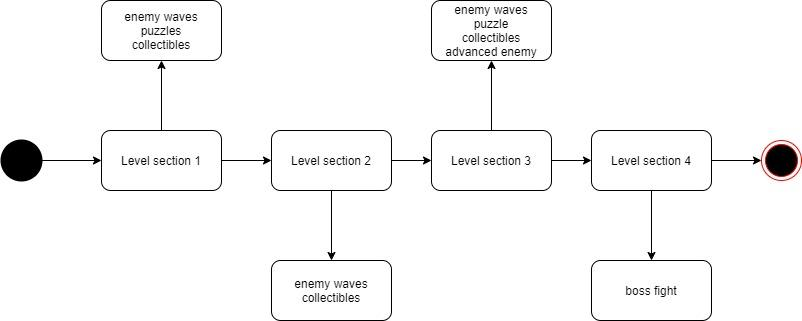 enemy waves
puzzles
collectibles
enemy waves
puzzle
collectibles
advanced enemy
Level section 1
Level section 2
Level section 3
Level section 4
enemy waves
collectibles
boss fight